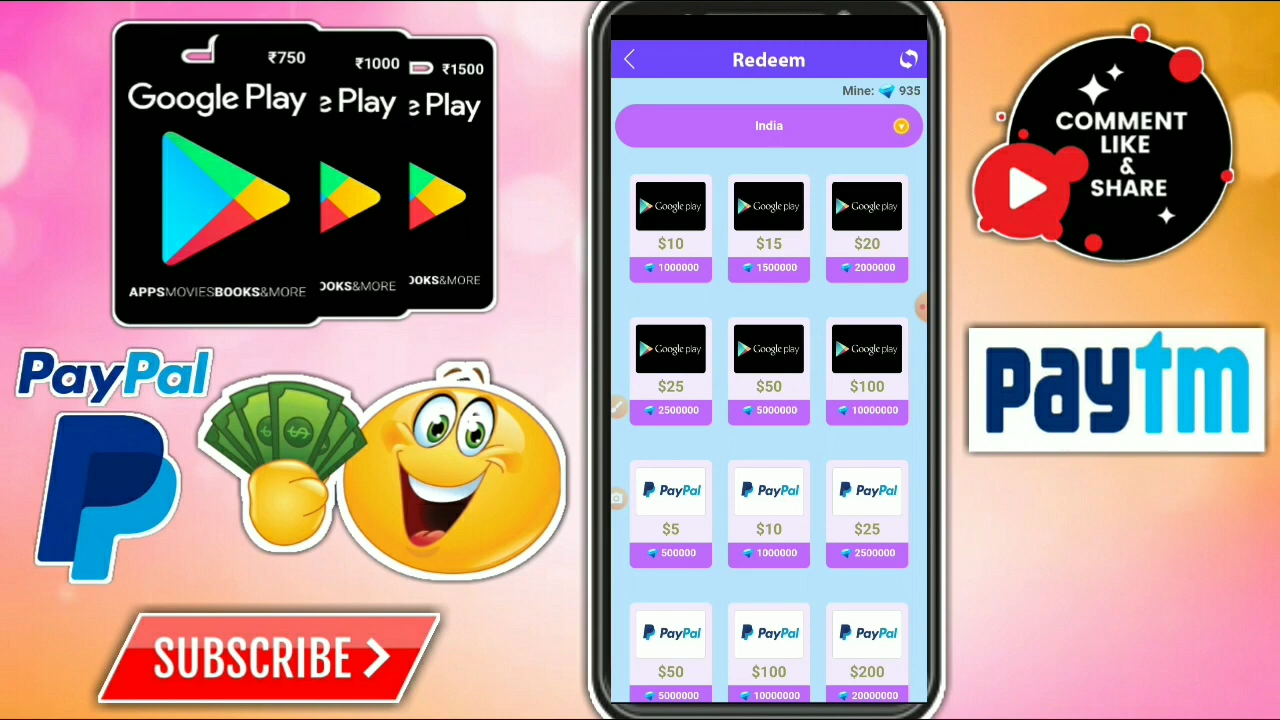 ₹750
Google Play
APPSMOVIESBOOKS&MORE
₹1000
e Play
OOKS&MORE
₹1500
e Play
OOKS&MORE
PayPal
SUBSCRIBE
Redeem
Mine: 935
India
Google play
Google play
Google play
$10
$15
$20
1000000
1500000
2000000
Google play
Google play
Google play
$25
$50
$100
2500000
5000000
10000000
PayPal
PayPal
PayPal
$5
$10
$25
500000
1000000
2500000
PayPal
PayPal
PayPal
$50
$100
$200
5000000
10000000
20000000
COMMENT
LIKE
&
SHARE
paytm